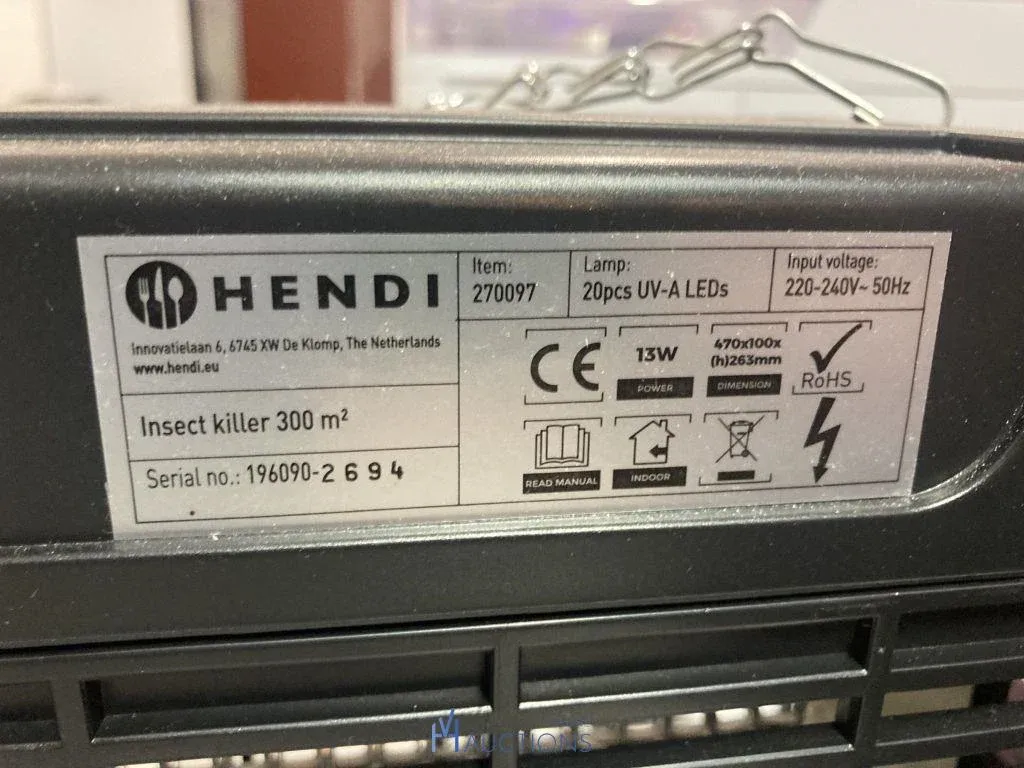 HENDI
Innovatielaan 6, 6745 XW De Klomp, The Netherlands
www.hendi.eu
Insect killer 300 m²
Serial no.: 196090-2694
Item:
270097
Lamp:
20pcs UV-A LEDs
Input voltage:
220-240V~ 50Hz
CE
13W
POWER
470x100x
(h)263mm
DIMENSION
RoHS
READ MANUAL
INDOOR
AUCTIONS